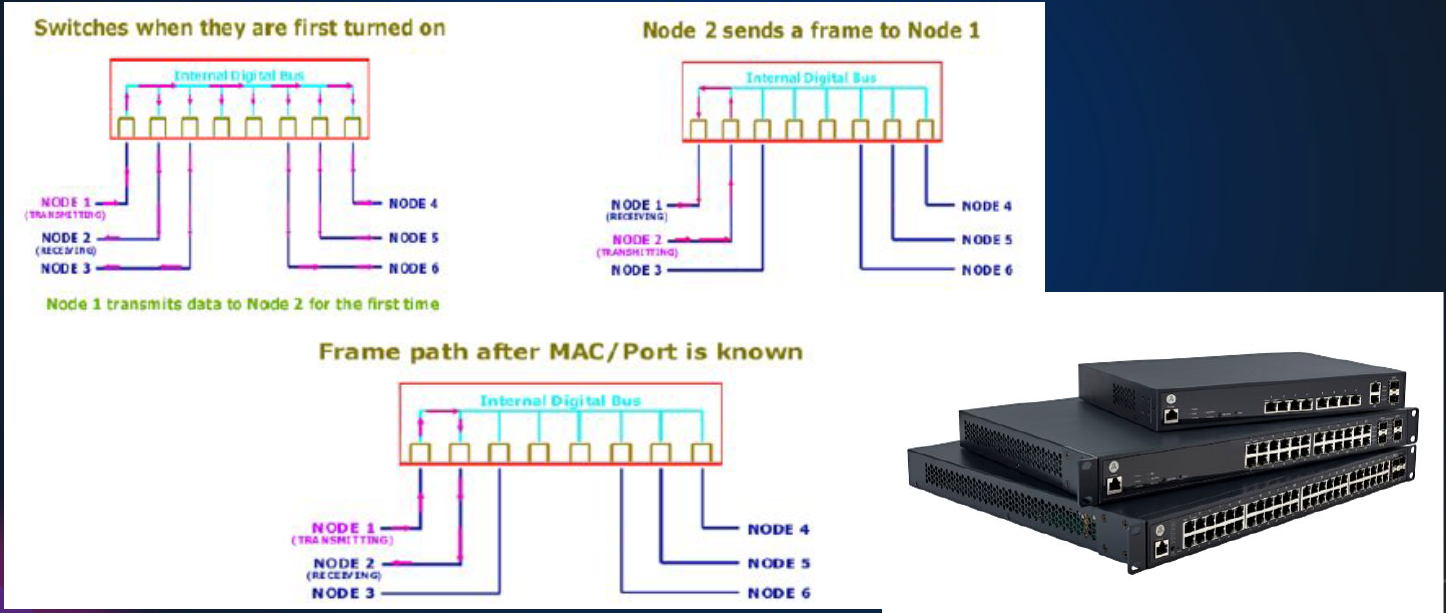 Switches when they are first turned on
Internal Digital Bus
NODE 1
(TRANSMITTING)
NODE 2
(RECEIVING)
NODE 3
NODE 4
NODE 5
NODE 6
Node 1 transmits data to Node 2 for the first time
Node 2 sends a frame to Node 1
Internal Digital Bus
NODE 1
(RECEIVING)
NODE 2
(TRANSMITTING)
NODE 3
NODE 4
NODE 5
NODE 6
Frame path after MAC/Port is known
Internal Digital Bus
NODE 1
(TRANSMITTING)
NODE 2
(RECEIVING)
NODE 3
NODE 4
NODE 5
NODE 6